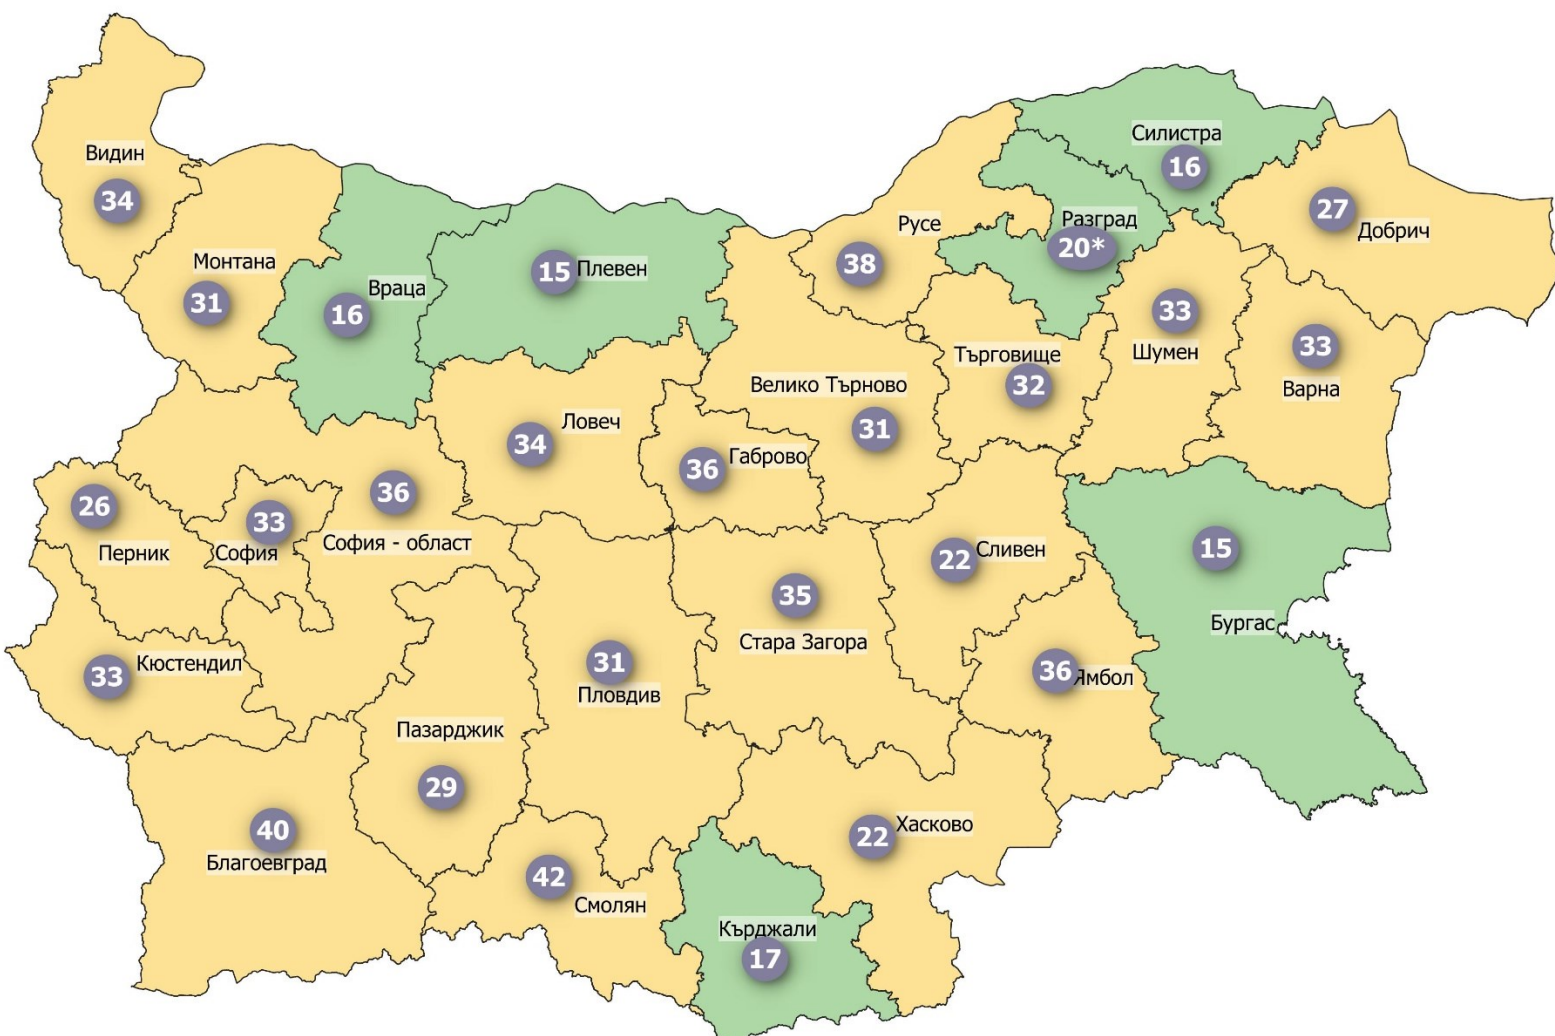 Видин
34
Монтана
31
Враца
16
15
Плевен
Русе
38
Силистра
16
Разград
20*
27
Добрич
33
Шумен
33
Варна
Търговище
32
Велико Търново
31
Ловеч
34
Габрово
36
26
Перник
33
София
36
София - област
22
Сливен
15
Бургас
35
Стара Загора
36
Ямбол
33
Кюстендил
31
Пловдив
Пазарджик
29
40
Благоевград
42
Смолян
22
Хасково
Кърджали
17